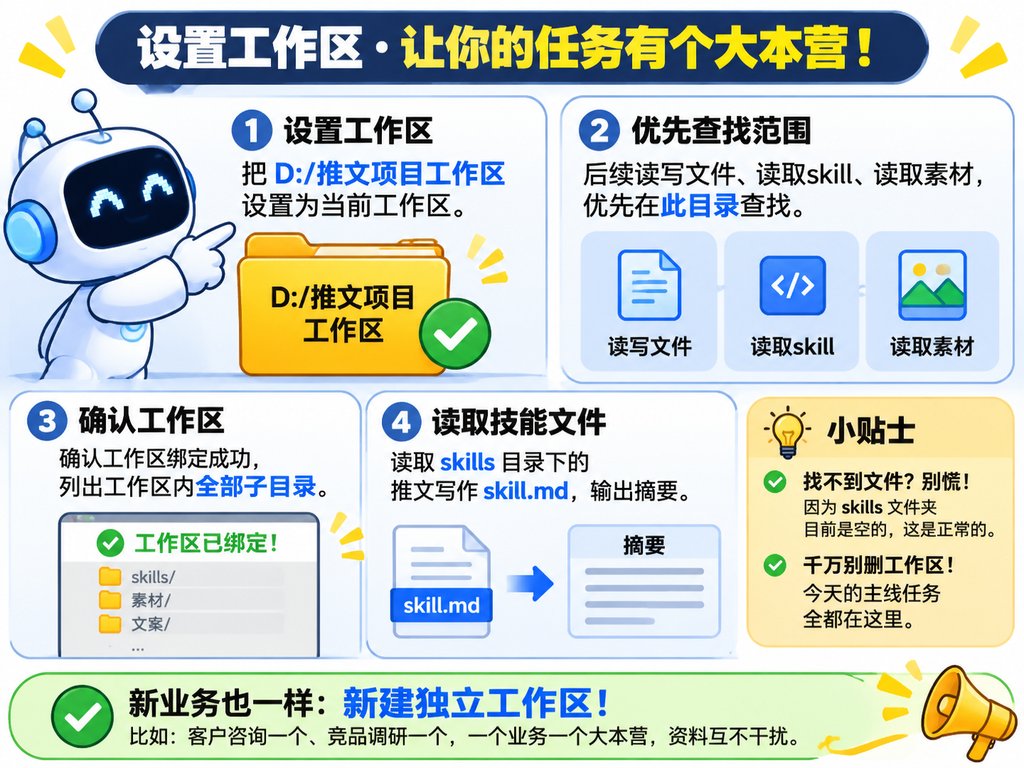 设置工作区·让你的任务有个大本营！
1 设置工作区
把 D:/推文项目工作区
设置为当前工作区。
D:/推文项目
工作区
2 优先查找范围
后续读写文件、读取skill、读取素材，
优先在此目录查找。
读写文件
</>
读取skill
读取素材
3 确认工作区
确认工作区绑定成功，
列出工作区内全部子目录。
工作区已绑定！
skills/
素材/
文案/
...
4 读取技能文件
读取 skills 目录下的
推文写作 skill.md，输出摘要。
skill.md
摘要
小贴士
找不到文件？别慌！
因为 skills 文件夹
目前是空的，这是正常的。
千万别删工作区！
今天的主线任务
全都在这里。
新业务也一样：新建独立工作区！
比如：客户咨询一个、竞品调研一个，一个业务一个大本营，资料互不干扰。